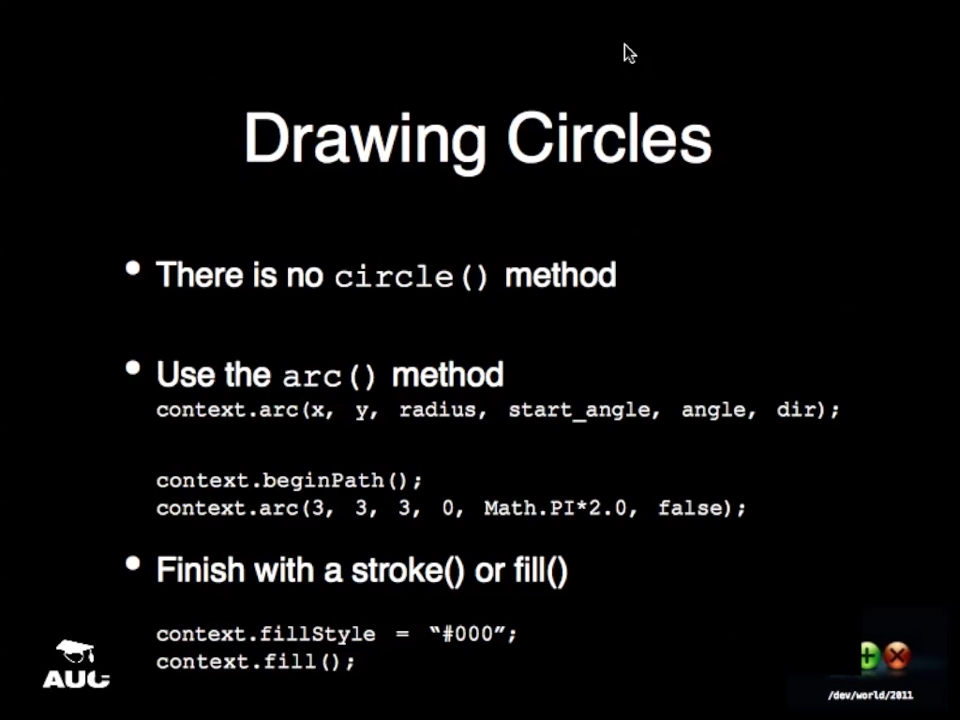 Drawing Circles
• There is no circle() method
• Use the arc() method
context.arc(x, y, radius, start_angle, angle, dir);
context.beginPath();
context.arc(3, 3, 3, 0, Math.PI*2.0, false);
• Finish with a stroke() or fill()
context.fillStyle = “#000”;
context.fill();
AUC
/dev/world/2011